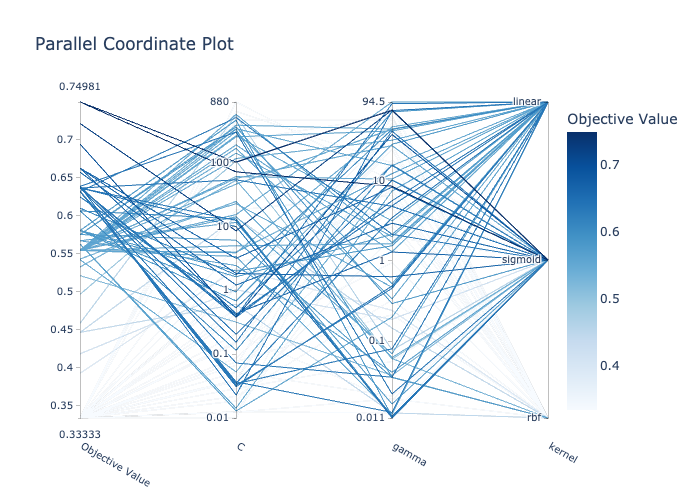 Parallel Coordinate Plot
0.74981
0.7
0.65
0.6
0.55
0.5
0.45
0.4
0.35
0.33333
Objective Value
880
100
10
1
0.1
0.01
C
94.5
10
1
0.1
0.011
gamma
linear
sigmoid
rbf
kernel
Objective Value
0.7
0.6
0.5
0.4